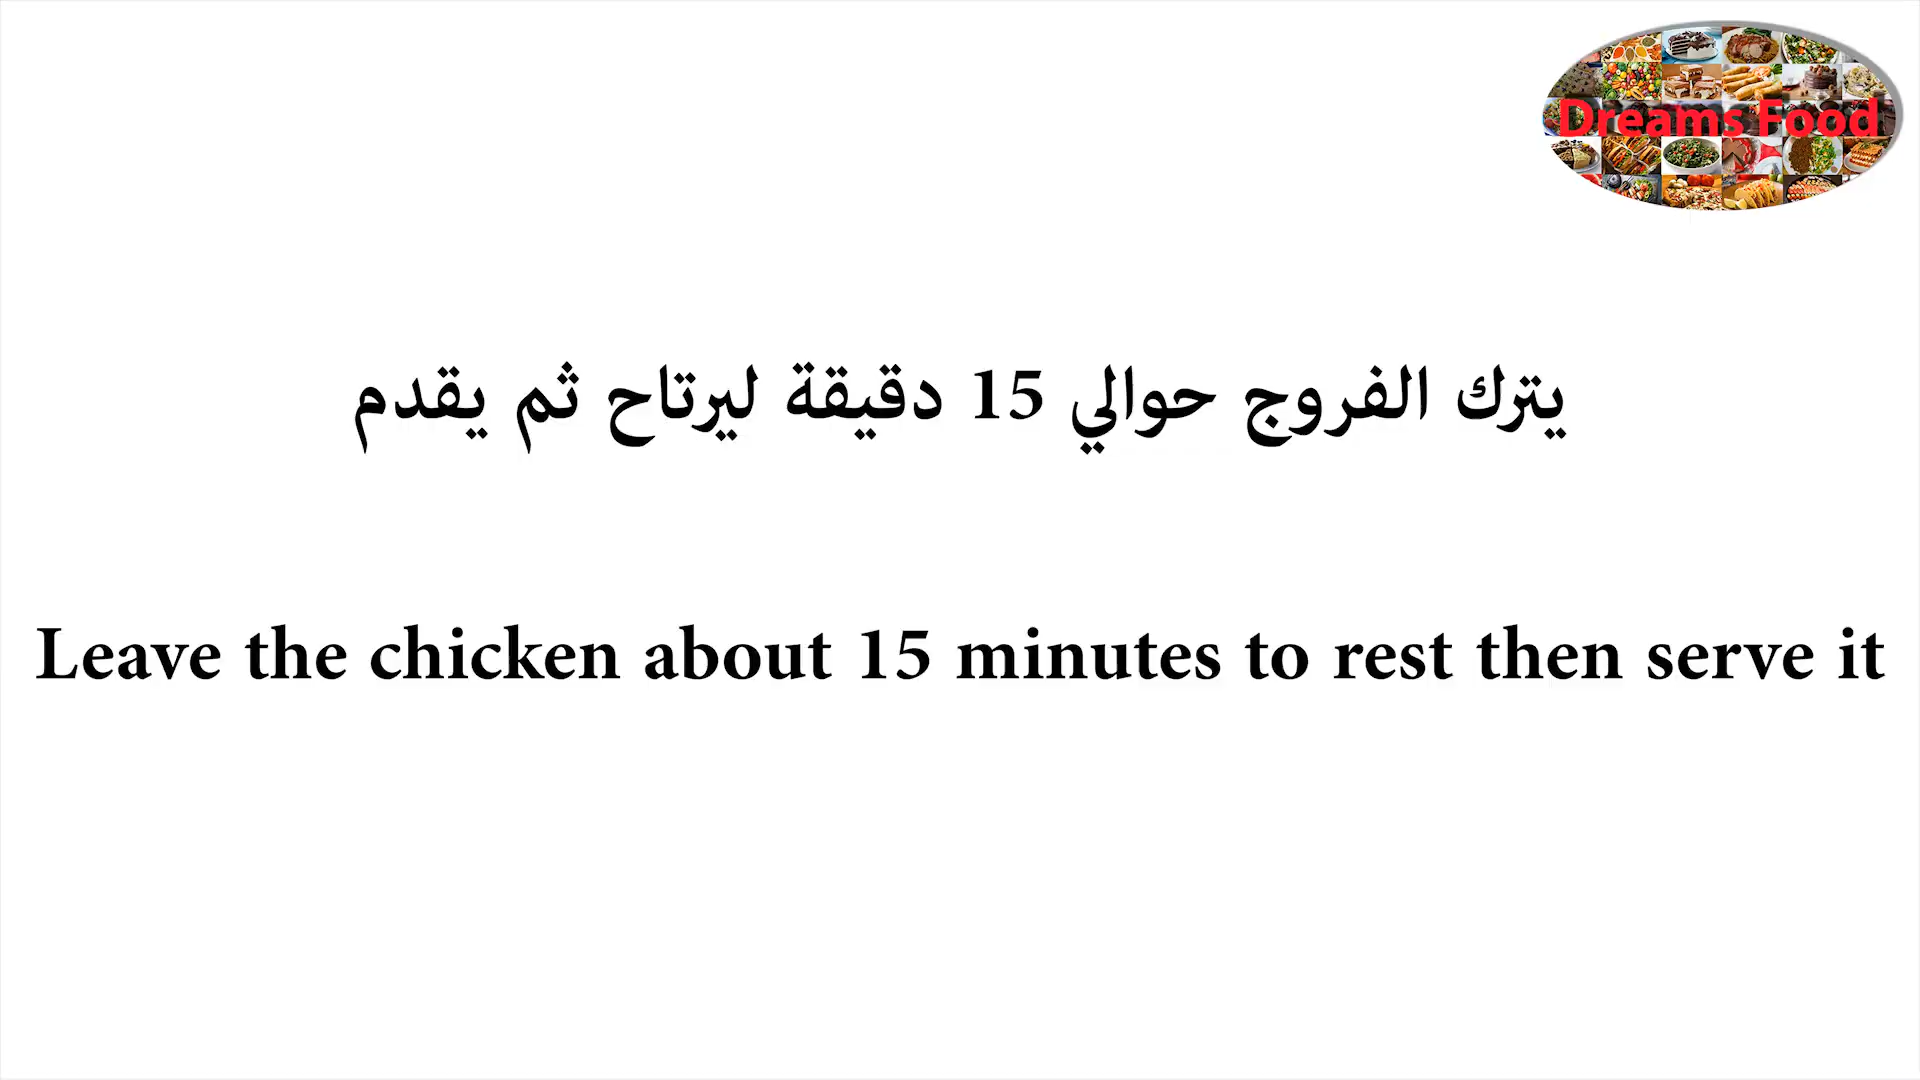 Dreams Food
يترك الفروج حوالي 15 دقيقة ليرتاح ثم يقدم
Leave the chicken about 15 minutes to rest then serve it